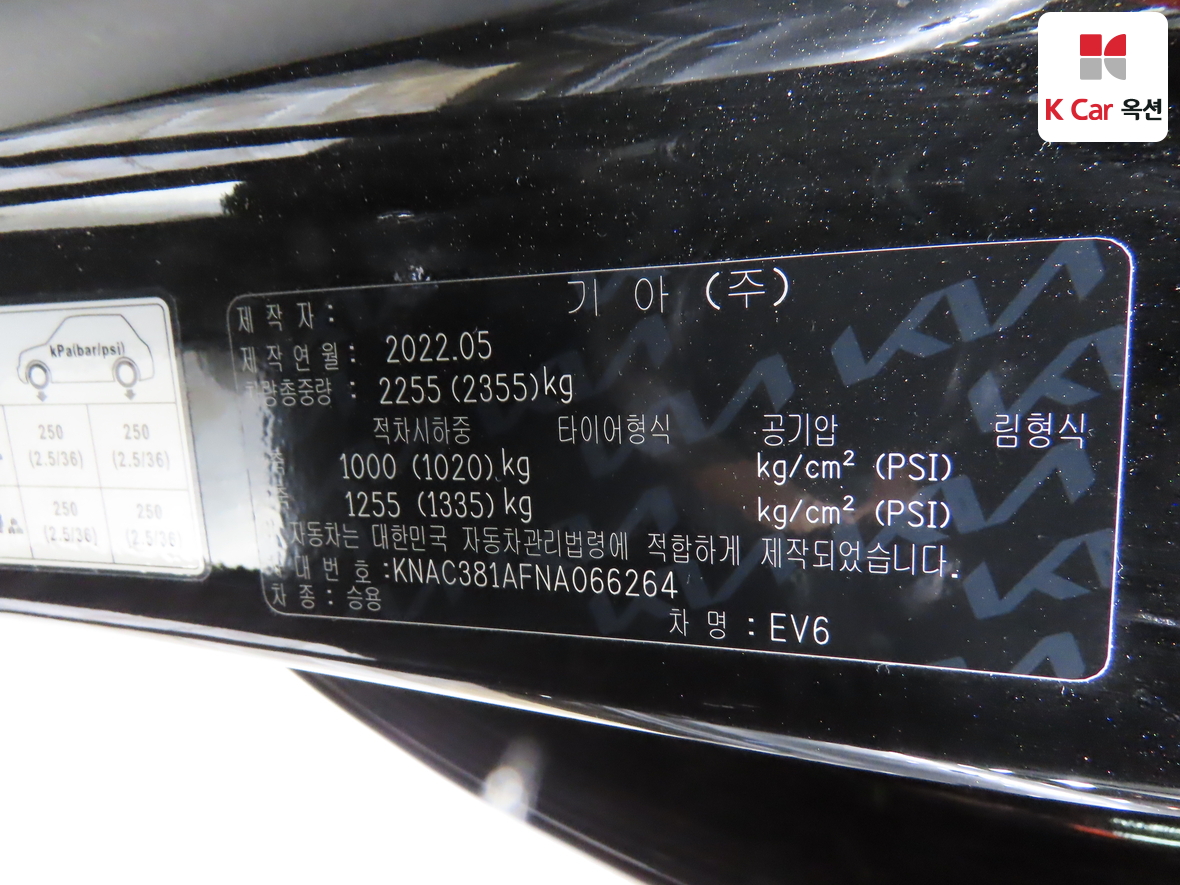 K Car 옥션
kPa(bar/psi)
250 250
(2.5/36) (2.5/36)
250 250
(2.5/36) (2.5/36)
제작자: 기아 (주)
제작연월: 2022.05
차량총중량: 2255 (2355)kg
적차시하중 타이어형식 공기압 림형식
1000 (1020)kg kg/cm² (PSI)
1255 (1335)kg kg/cm² (PSI)
자동차는 대한민국 자동차관리법령에 적합하게 제작되었습니다.
대번호:KNAC381AFNA066264
차종: 승용
차명: EV6